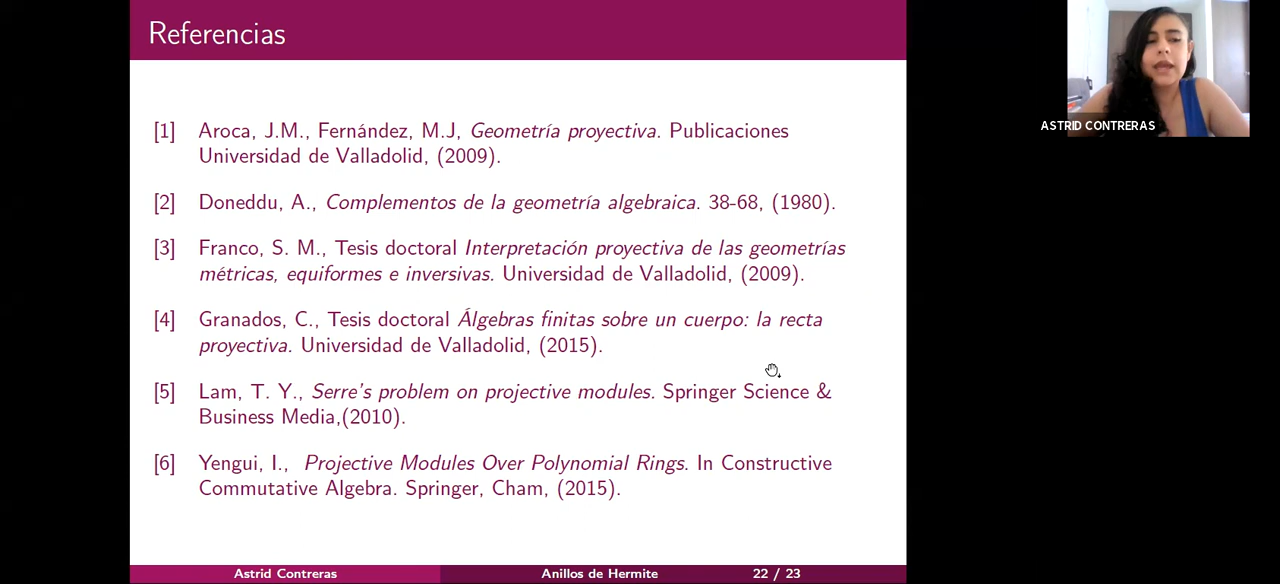 Referencias
ASTRID CONTRERAS
[1] Aroca, J.M., Fernández, M.J, Geometría proyectiva. Publicaciones
Universidad de Valladolid, (2009).
[2] Doneddu, A., Complementos de la geometría algebraica. 38-68, (1980).
[3] Franco, S. M., Tesis doctoral Interpretación proyectiva de las geometrías
métricas, equiformes e inversivas. Universidad de Valladolid, (2009).
[4] Granados, C., Tesis doctoral Álgebras finitas sobre un cuerpo: la recta
proyectiva. Universidad de Valladolid, (2015).
[5] Lam, T. Y., Serre's problem on projective modules. Springer Science &
Business Media,(2010).
[6] Yengui, I., Projective Modules Over Polynomial Rings. In Constructive
Commutative Algebra. Springer, Cham, (2015).
Astrid Contreras Anillos de Hermite 22 / 23